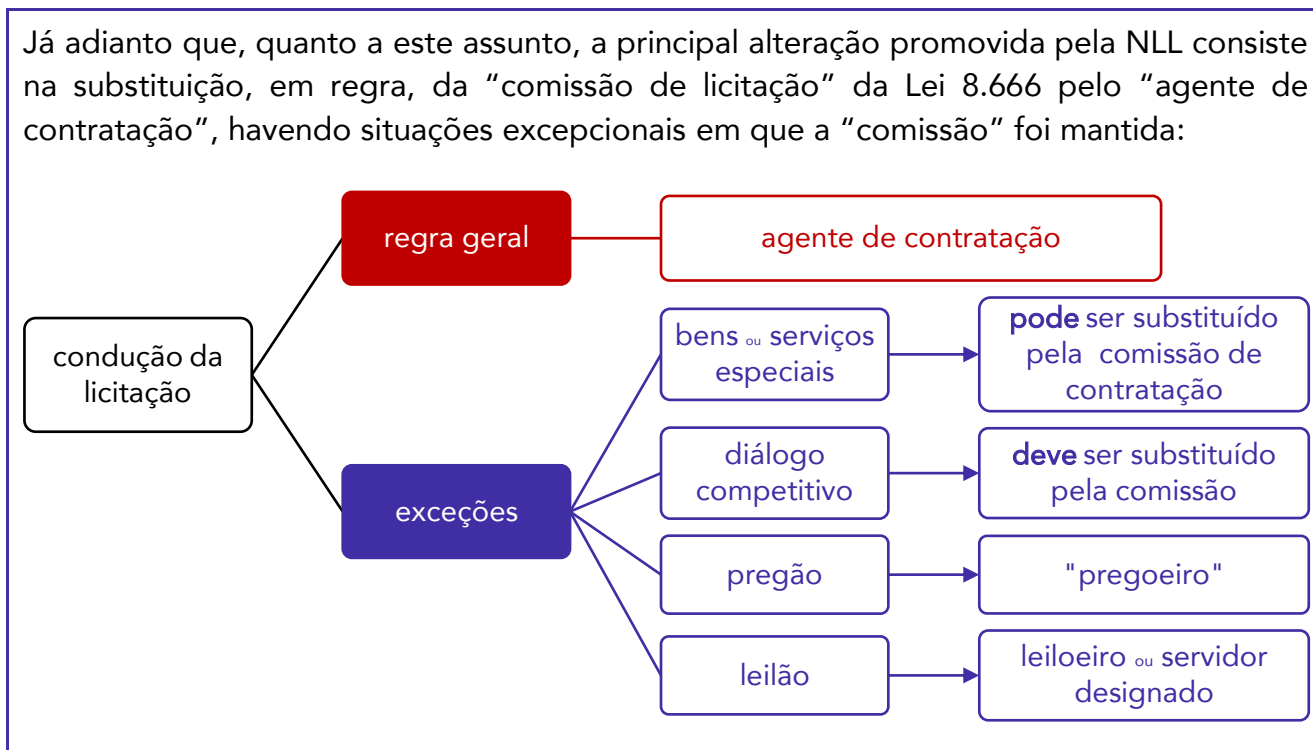 Já adianto que, quanto a este assunto, a principal alteração promovida pela NLL consiste
na substituição, em regra, da “comissão de licitação” da Lei 8.666 pelo “agente de
contratação”, havendo situações excepcionais em que a “comissão” foi mantida:
regra geral
agente de contratação
condução da
licitação
exceções
bens ou serviços
especiais
pode ser substituído
pela comissão de
contratação
diálogo
competitivo
deve ser substituído
pela comissão
pregão
"pregoeiro"
leilão
leiloeiro ou servidor
designado